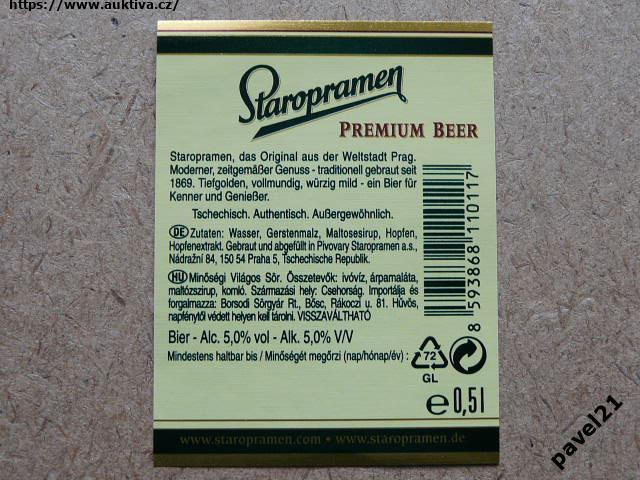 https://www.auktiva.cz/
Staropramen
PREMIUM BEER
Staropramen, das Original aus der Weltstadt Prag.
Moderner, zeitgemäßer Genuss - traditionell gebraut seit
1869. Tiefgolden, vollmundig, würzig mild - ein Bier für
Kenner und Genießer.
Tschechisch. Authentisch. Außergewöhnlich.
DE Zutaten: Wasser, Gerstenmalz, Maltosesirup, Hopfen,
Hopfenextrakt. Gebraut und abgefüllt in Pivovary Staropramen a.s.,
Nádražní 84, 150 54 Praha 5, Tschechische Republik.
HU Minőségi Világos Sör. Összetevők: ivóvíz, árpamaláta,
maltózszirup, komló. Származási hely: Csehország. Importálja és
forgalmazza: Borsodi Sörgyár Rt., Bőcs, Rákoczi u. 81. Hűvös,
napfénytől védett helyen kell tárolni. VISSZAVÁLTHATÓ
Bier - Alc. 5,0% vol - Alk. 5,0% V/V
Mindestens haltbar bis / Minőségét megőrzi (nap/hónap/év) :
8 593868 110117
72
GL
e 0,5l
www.staropramen.com • www.staropramen.de
pavel21